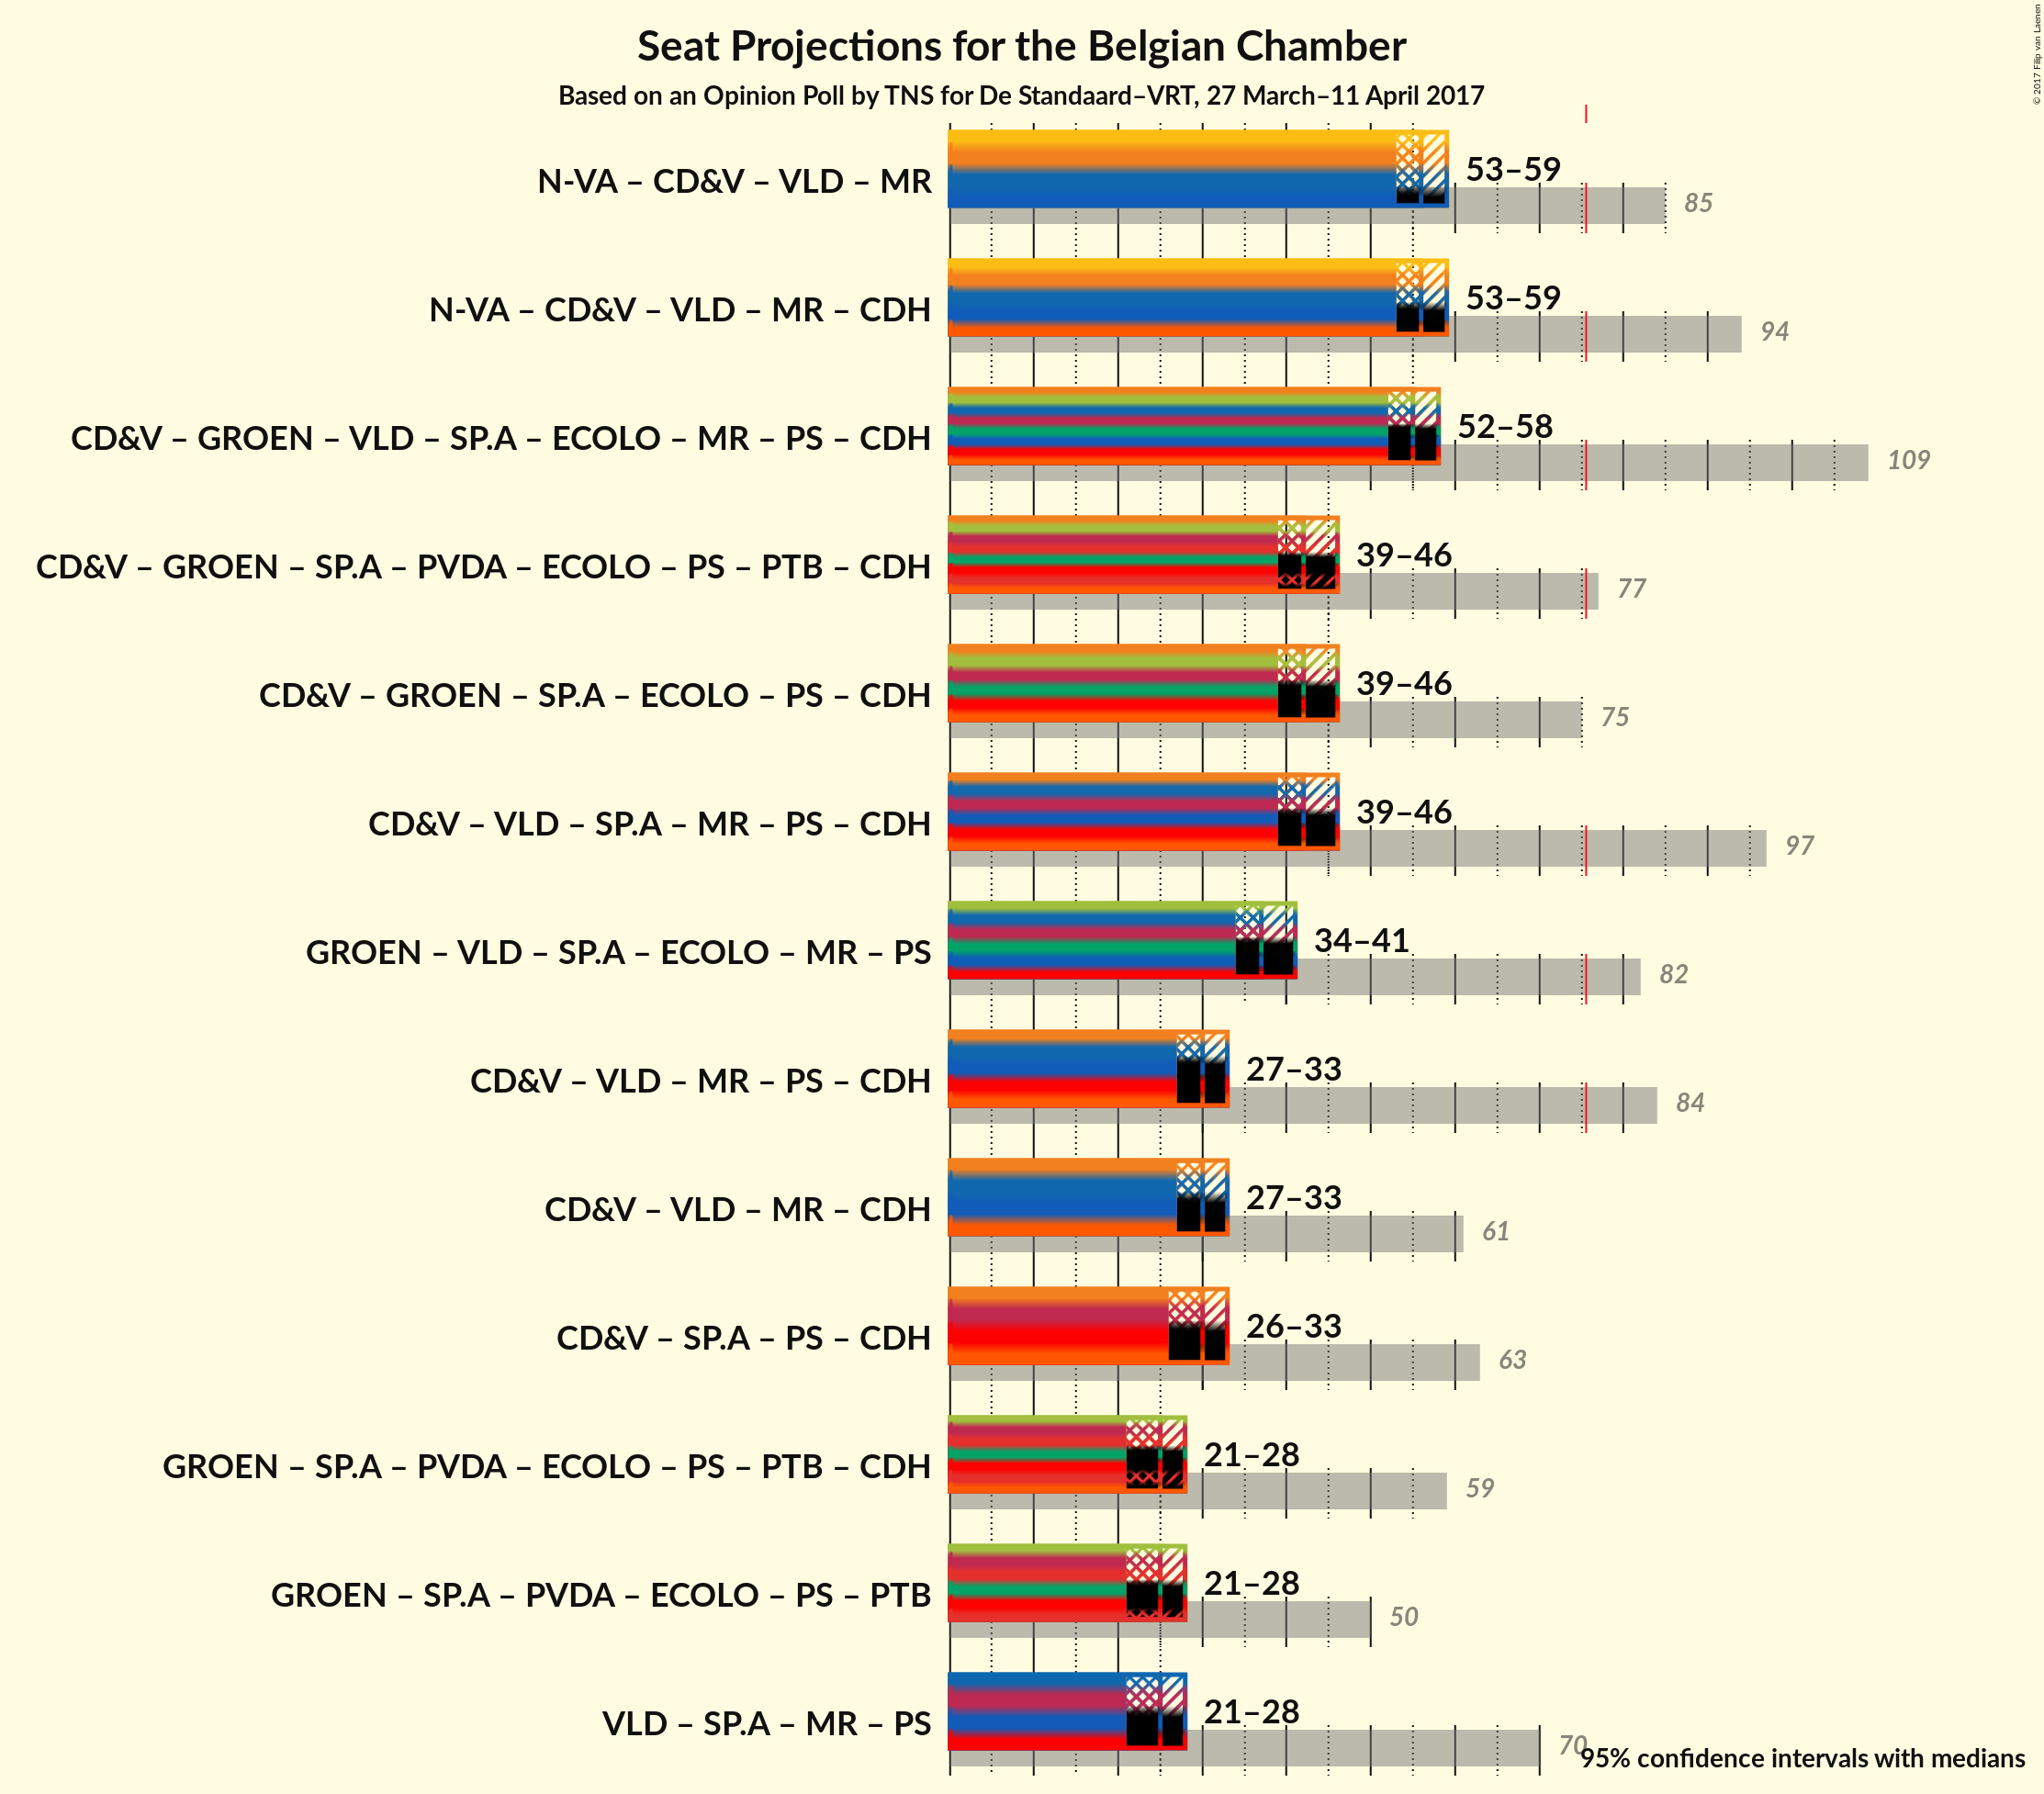 Seat Projections for the Belgian Chamber
Based on an Opinion Poll by TNS for De Standaard–VRT, 27 March–11 April 2017
© 2017 Filip van Laenen
N-VA – CD&V – VLD – MR 53–59 85
N-VA – CD&V – VLD – MR – CDH 53–59 94
CD&V – GROEN – VLD – SP.A – ECOLO – MR – PS – CDH 52–58 109
CD&V – GROEN – SP.A – PVDA – ECOLO – PS – PTB – CDH 39–46 77
CD&V – GROEN – SP.A – ECOLO – PS – CDH 39–46 75
CD&V – VLD – SP.A – MR – PS – CDH 39–46 97
GROEN – VLD – SP.A – ECOLO – MR – PS 34–41 82
CD&V – VLD – MR – PS – CDH 27–33 84
CD&V – VLD – MR – CDH 27–33 61
CD&V – SP.A – PS – CDH 26–33 63
GROEN – SP.A – PVDA – ECOLO – PS – PTB – CDH 21–28 59
GROEN – SP.A – PVDA – ECOLO – PS – PTB 21–28 50
VLD – SP.A – MR – PS 21–28 70
95% confidence intervals with medians